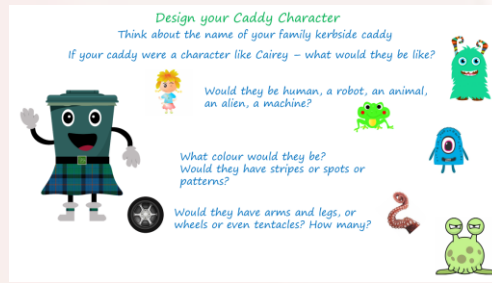 Design your Caddy Character
Think about the name of your family kerbside caddy
If your caddy were a character like Cairey – what would they be like?
Would they be human, a robot, an animal,
an alien, a machine?
What colour would they be?
Would they have stripes or spots or
patterns?
Would they have arms and legs, or
wheels or even tentacles? How many?